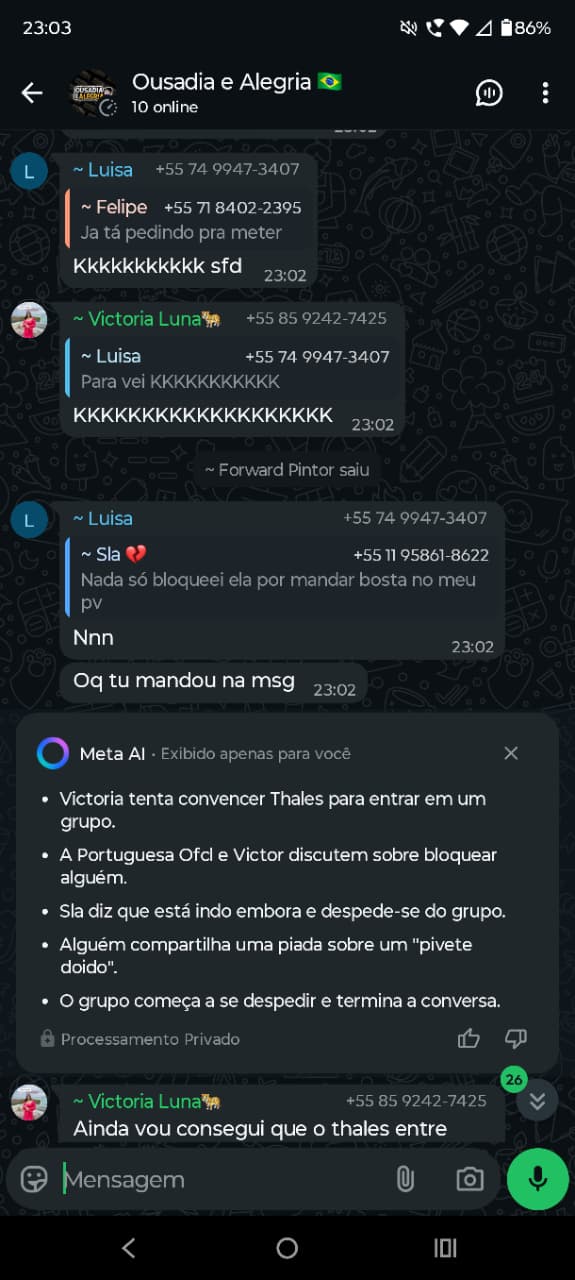 23:03
86%
Ousadia e Alegria 🇧🇷
10 online
OUSADIA
E ALEGRIA
L
~ Luisa +55 74 9947-3407
~ Felipe +55 71 8402-2395
Ja tá pedindo pra meter
Kkkkkkkkkkk sfd 23:02
~ Victoria Luna🐅 +55 85 9242-7425
~ Luisa +55 74 9947-3407
Para vei KKKKKKKKKKK
KKKKKKKKKKKKKKKKKKK 23:02
~ Forward Pintor saiu
L
~ Luisa +55 74 9947-3407
~ Sla 💔 +55 11 95861-8622
Nada só bloqueei ela por mandar bosta no meu
pv
Nnn 23:02
Oq tu mandou na msg 23:02
Meta AI · Exibido apenas para você
• Victoria tenta convencer Thales para entrar em um
grupo.
• A Portuguesa Ofcl e Victor discutem sobre bloquear
alguém.
• Sla diz que está indo embora e despede-se do grupo.
• Alguém compartilha uma piada sobre um "pivete
doido".
• O grupo começa a se despedir e termina a conversa.
Processamento Privado
26
~ Victoria Luna🐅 +55 85 9242-7425
Ainda vou consegui que o thales entre
Mensagem